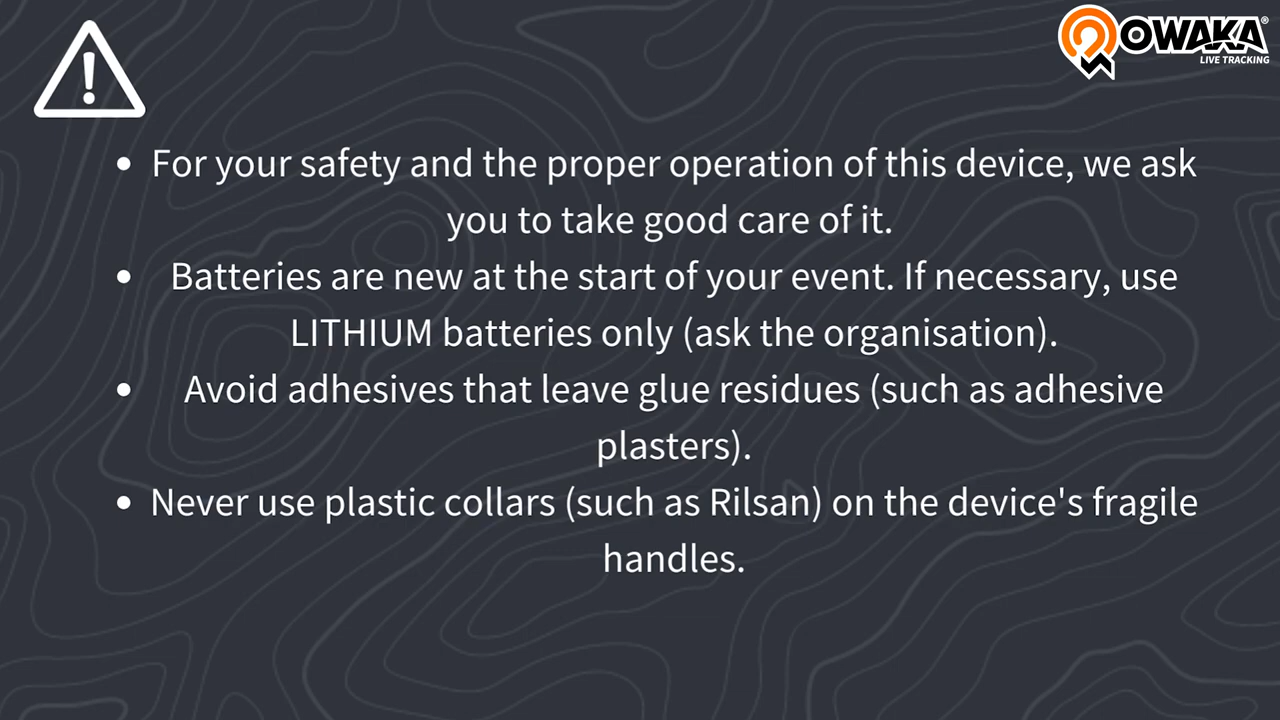 OWAKA®
LIVE TRACKING
• For your safety and the proper operation of this device, we ask
you to take good care of it.
• Batteries are new at the start of your event. If necessary, use
LITHIUM batteries only (ask the organisation).
• Avoid adhesives that leave glue residues (such as adhesive
plasters).
• Never use plastic collars (such as Rilsan) on the device's fragile
handles.